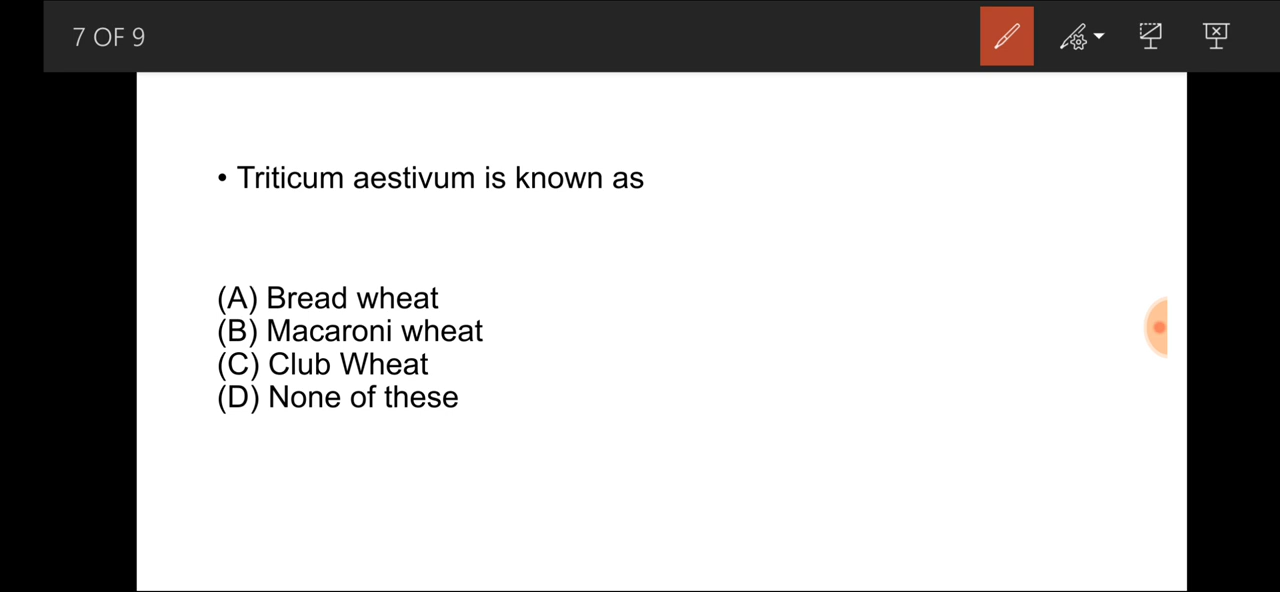 7 OF 9
• Triticum aestivum is known as
(A) Bread wheat
(B) Macaroni wheat
(C) Club Wheat
(D) None of these